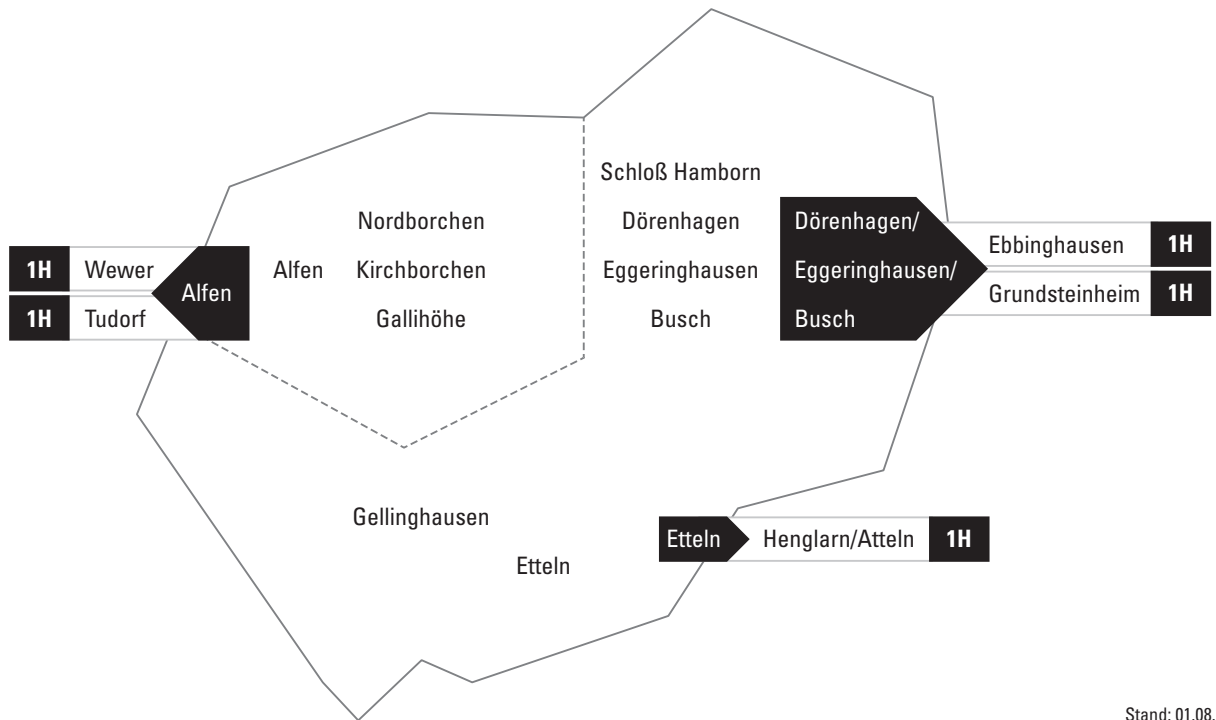 Schloß Hamborn
Nordborchen
Dörenhagen
Dörenhagen/
1H Wewer
Alfen
Alfen
Kirchborchen
Eggeringhausen
Eggeringhausen/
Ebbinghausen 1H
1H Tudorf
Gallihöhe
Busch
Busch
Grundsteinheim 1H
Gellinghausen
Etteln
Henglarn/Atteln 1H
Etteln
Stand: 01.08.